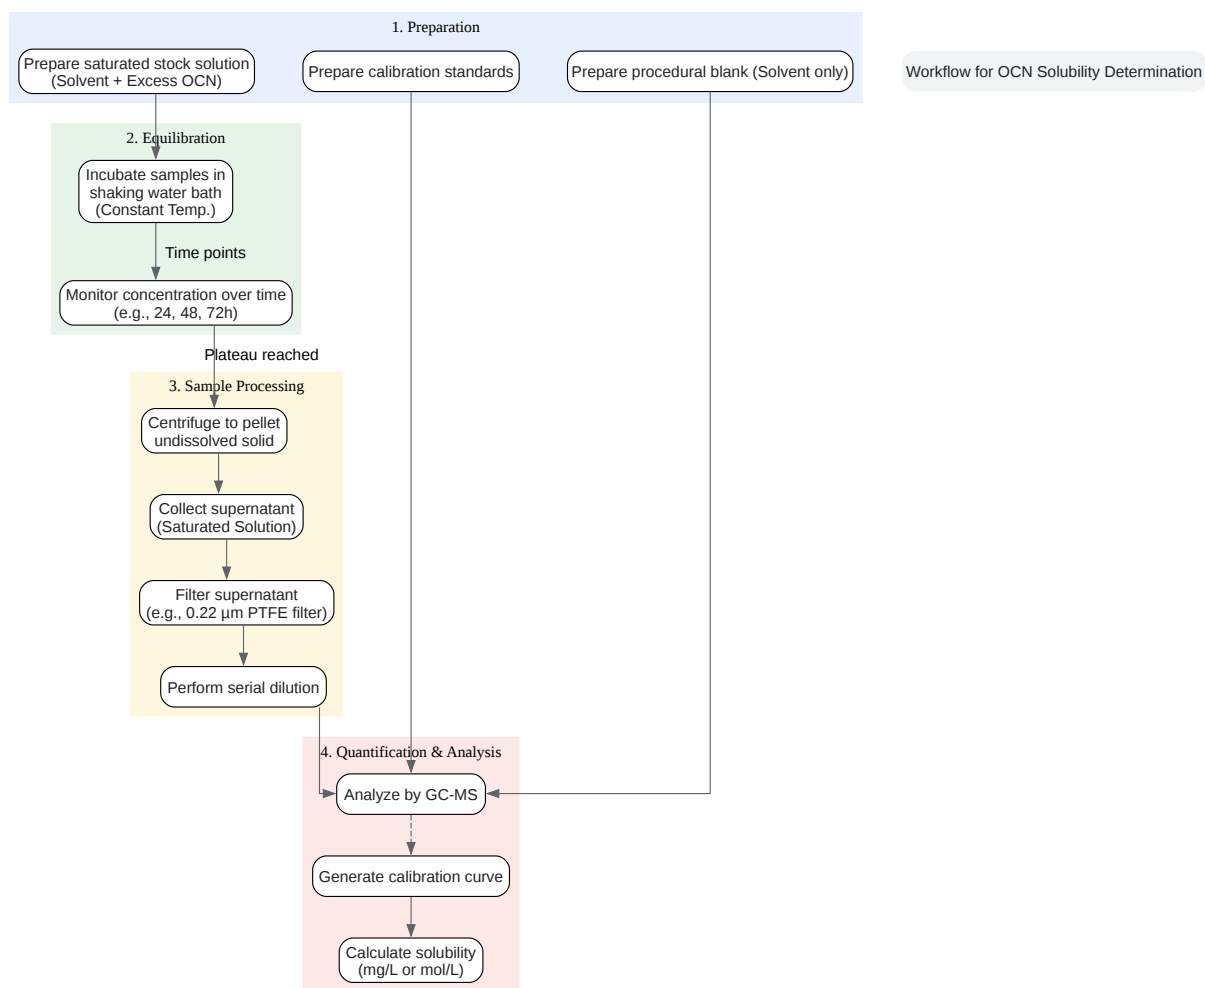 1. Preparation
Prepare saturated stock solution
(Solvent + Excess OCN)
Prepare calibration standards
Prepare procedural blank (Solvent only)
Workflow for OCN Solubility Determination
2. Equilibration
Incubate samples in
shaking water bath
(Constant Temp.)
Time points
Monitor concentration over time
(e.g., 24, 48, 72h)
Plateau reached
3. Sample Processing
Centrifuge to pellet
undissolved solid
Collect supernatant
(Saturated Solution)
Filter supernatant
(e.g., 0.22 µm PTFE filter)
Perform serial dilution
4. Quantification & Analysis
Analyze by GC-MS
Generate calibration curve
Calculate solubility
(mg/L or mol/L)